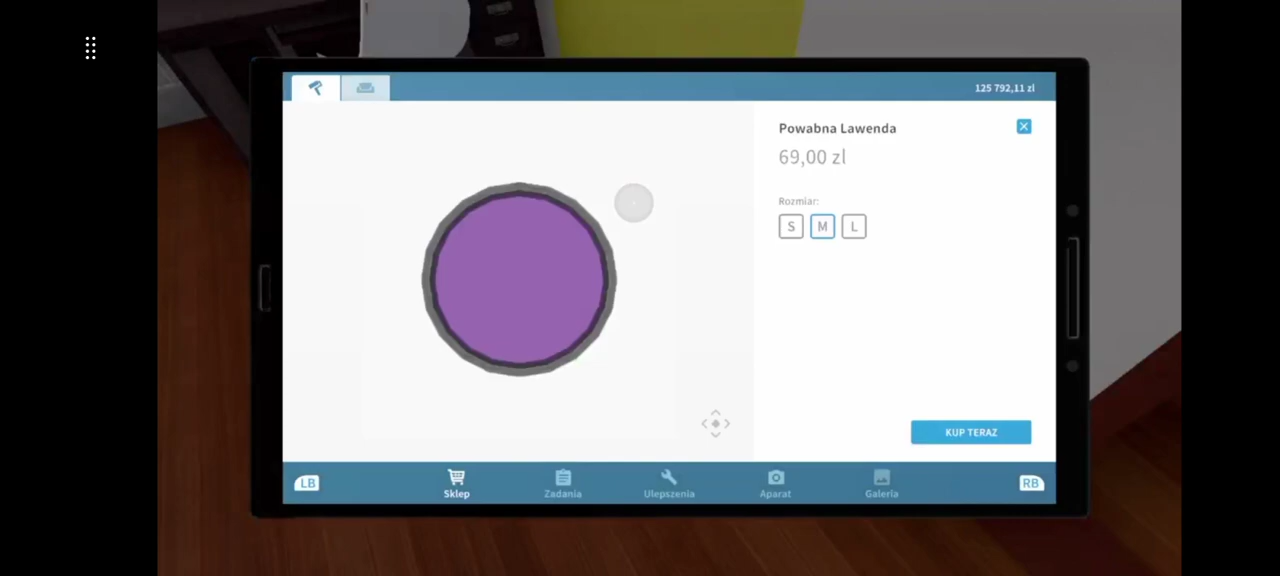 125 792,11 zl
Powabna Lawenda
69,00 zl
Rozmiar:
S M L
KUP TERAZ
LB
Sklep
Zadania
Ulepszenia
Aparat
Galeria
RB